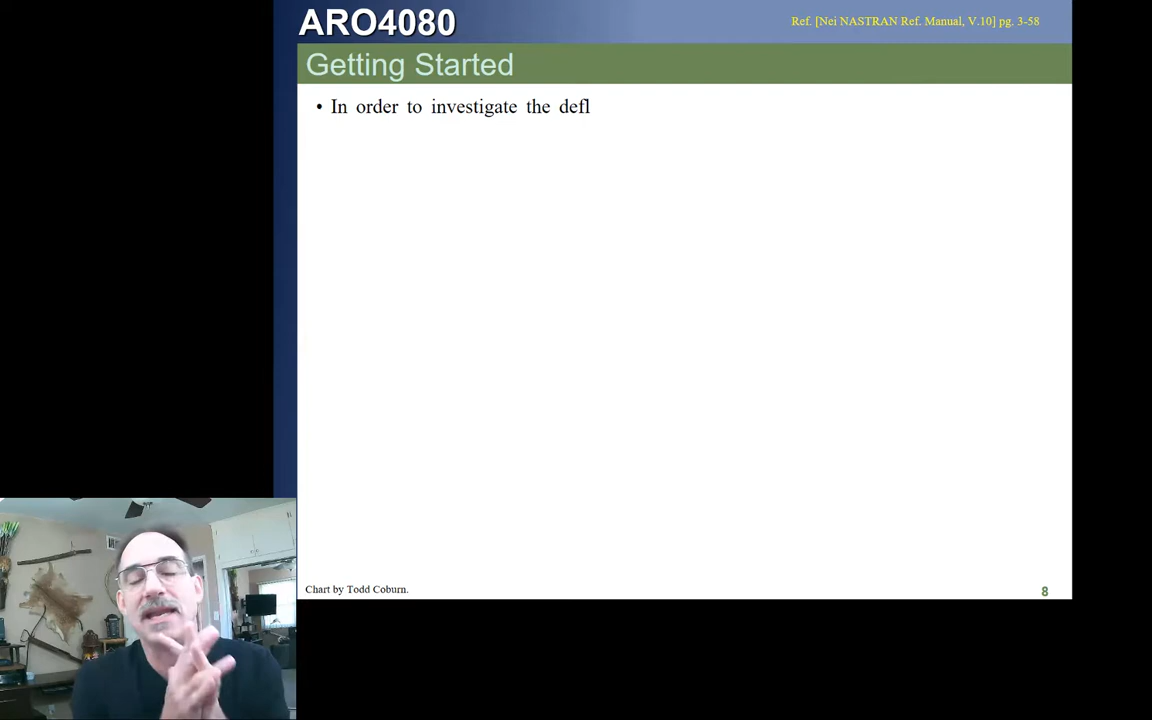 ARO4080
Ref. [Nei NASTRAN Ref. Manual, V.10] pg. 3-58
Getting Started
• In order to investigate the defl
Chart by Todd Coburn.
8